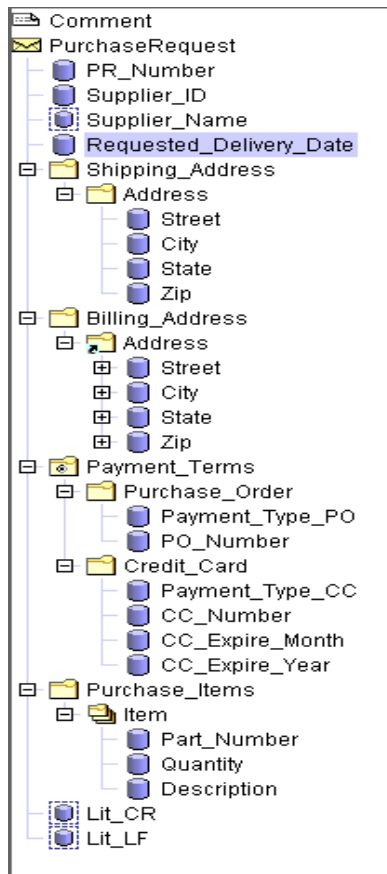 Comment
PurchaseRequest
PR_Number
Supplier_ID
Supplier_Name
Requested_Delivery_Date
Shipping_Address
Address
Street
City
State
Zip
Billing_Address
Address
Street
City
State
Zip
Payment_Terms
Purchase_Order
Payment_Type_PO
PO_Number
Credit_Card
Payment_Type_CC
CC_Number
CC_Expire_Month
CC_Expire_Year
Purchase_Items
Item
Part_Number
Quantity
Description
Lit_CR
Lit_LF